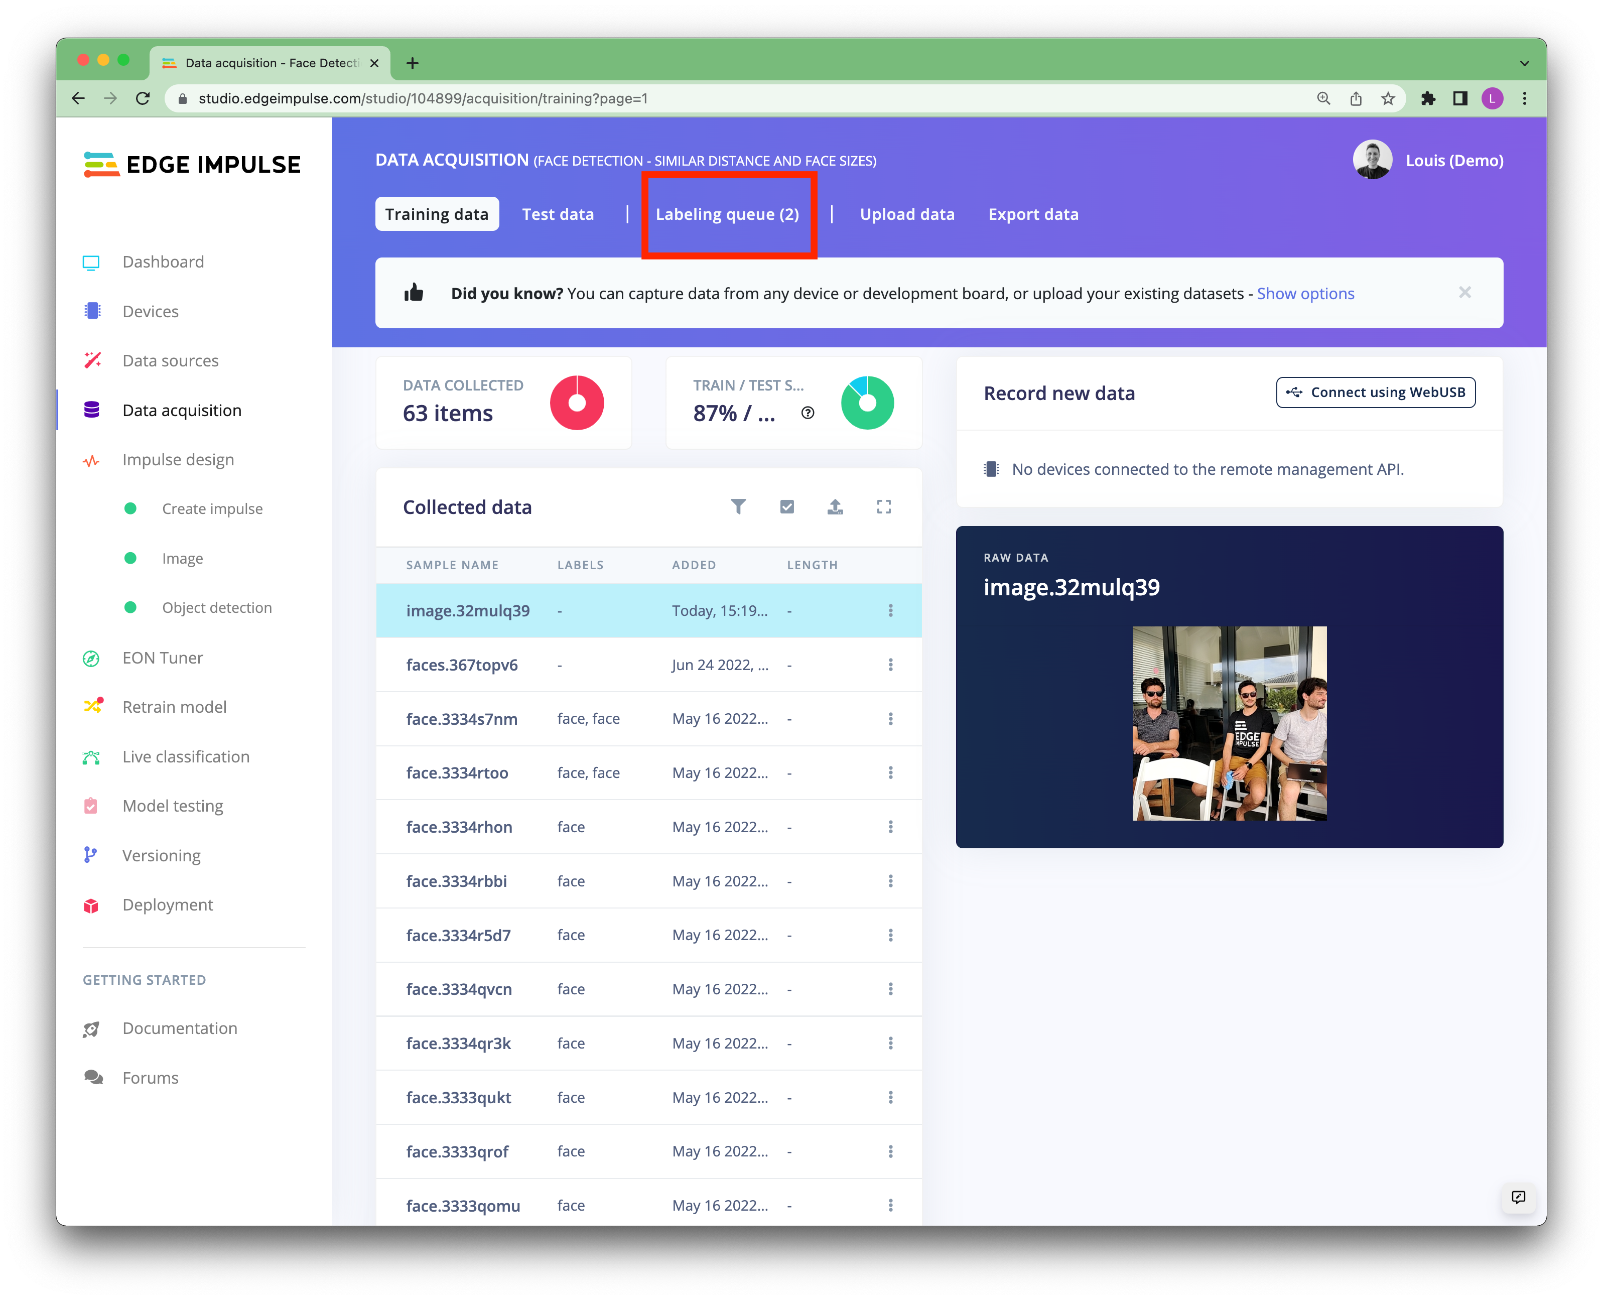 Data acquisition - Face Detecti
studio.edgeimpulse.com/studio/104899/acquisition/training?page=1
L
EDGE IMPULSE
Dashboard
Devices
Data sources
Data acquisition
Impulse design
Create impulse
Image
Object detection
EON Tuner
Retrain model
Live classification
Model testing
Versioning
Deployment
GETTING STARTED
Documentation
Forums
DATA ACQUISITION (FACE DETECTION - SIMILAR DISTANCE AND FACE SIZES)
Louis (Demo)
Training data Test data | Labeling queue (2) | Upload data Export data
Did you know? You can capture data from any device or development board, or upload your existing datasets - Show options
DATA COLLECTED
63 items
TRAIN / TEST S...
87% / ...
Collected data
SAMPLE NAME LABELS ADDED LENGTH
image.32mulq39 - Today, 15:19... -
faces.367topv6 - Jun 24 2022, ... -
face.3334s7nm face, face May 16 2022... -
face.3334rtoo face, face May 16 2022... -
face.3334rhon face May 16 2022... -
face.3334rbbi face May 16 2022... -
face.3334r5d7 face May 16 2022... -
face.3334qvcn face May 16 2022... -
face.3334qr3k face May 16 2022... -
face.3333qukt face May 16 2022... -
face.3333qrof face May 16 2022... -
face.3333qomu face May 16 2022... -
Record new data
Connect using WebUSB
No devices connected to the remote management API.
RAW DATA
image.32mulq39
EDGE
IMPULSE